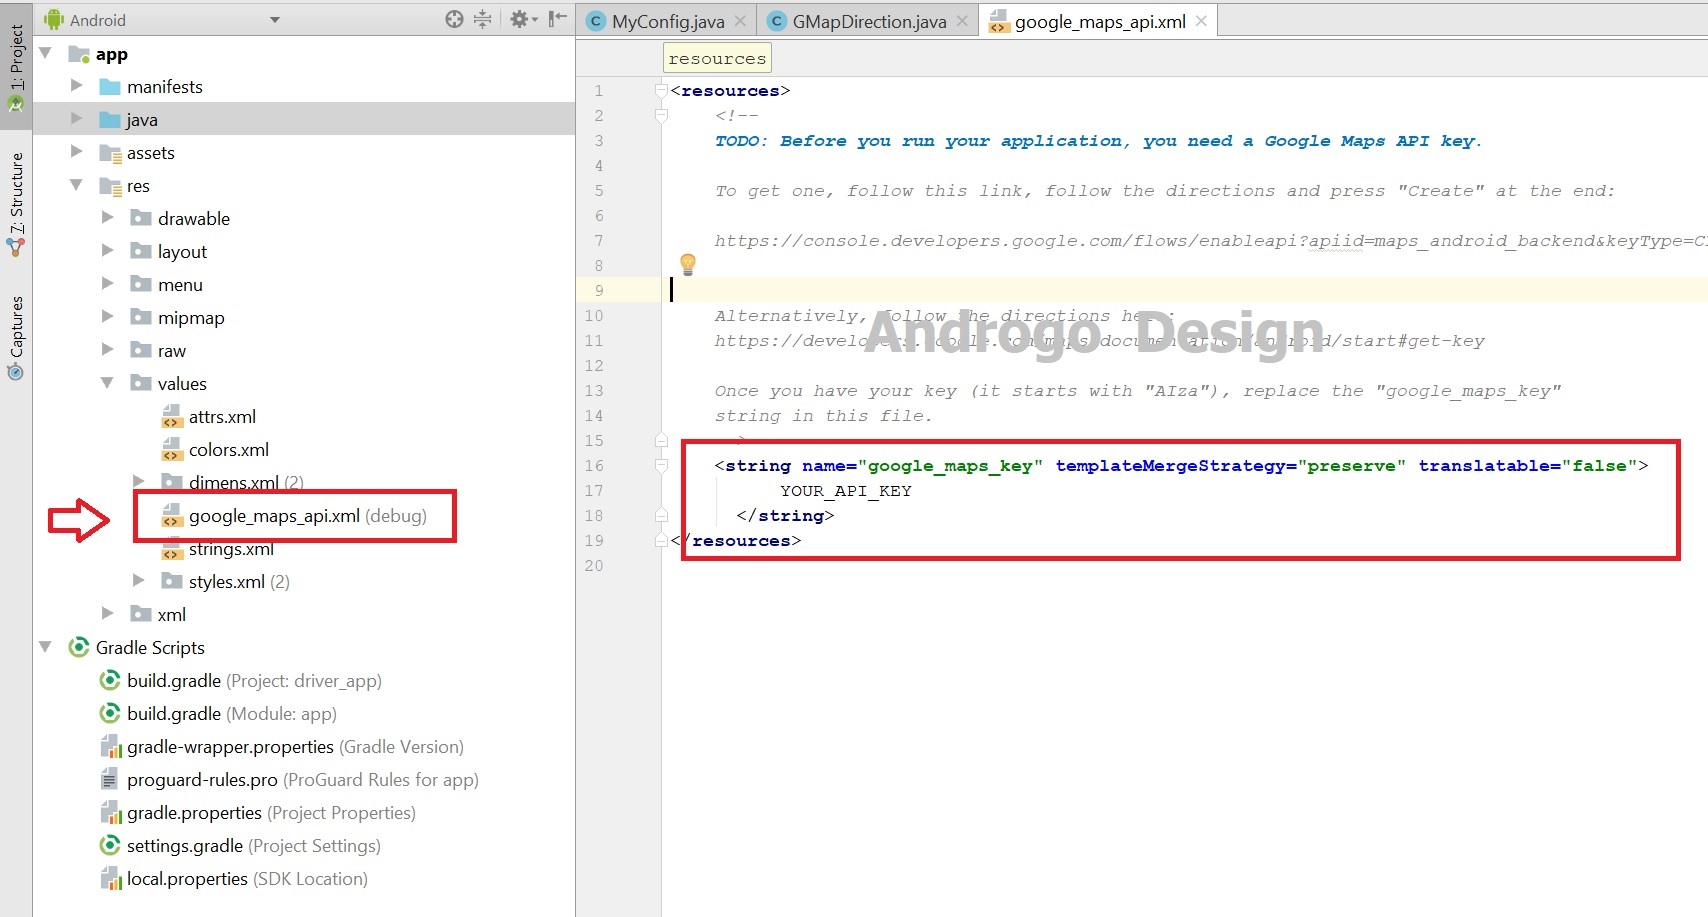 1: Project
7: Structure
Captures
Android
app
manifests
java
assets
res
drawable
layout
menu
mipmap
raw
values
attrs.xml
colors.xml
dimens.xml (2)
google_maps_api.xml (debug)
strings.xml
styles.xml (2)
xml
Gradle Scripts
build.gradle (Project: driver_app)
build.gradle (Module: app)
gradle-wrapper.properties (Gradle Version)
proguard-rules.pro (ProGuard Rules for app)
gradle.properties (Project Properties)
settings.gradle (Project Settings)
local.properties (SDK Location)
MyConfig.java
GMapDirection.java
google_maps_api.xml
resources
1 <resources>
2 <!--
3 TODO: Before you run your application, you need a Google Maps API key.
4
5 To get one, follow this link, follow the directions and press "Create" at the end:
6
7 https://console.developers.google.com/flows/enableapi?apiid=maps_android_backend&keyType=C
8
9
10 Alternatively, follow the directions here:
Androgo Design
11 https://developers.google.com/maps/documentation/android/start#get-key
12
13 Once you have your key (it starts with "AIza"), replace the "google_maps_key"
14 string in this file.
15 >
16 <string name="google_maps_key" templateMergeStrategy="preserve" translatable="false">
17 YOUR_API_KEY
18 </string>
19 </resources>
20